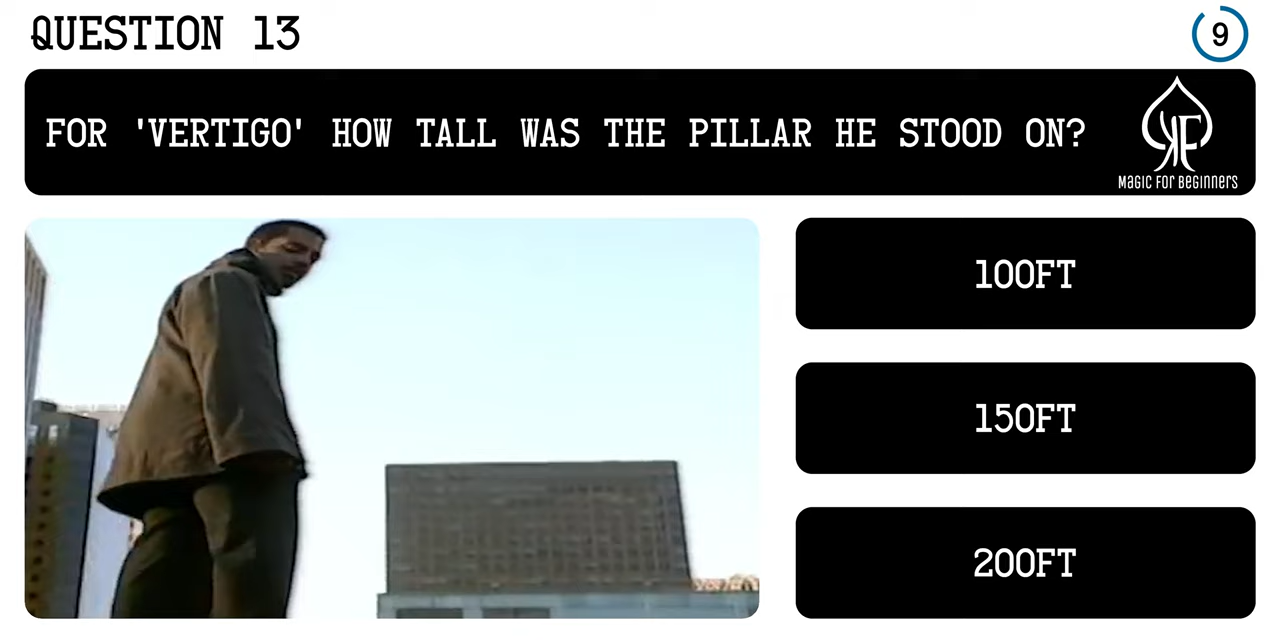 QUESTION 13
9
FOR 'VERTIGO' HOW TALL WAS THE PILLAR HE STOOD ON?
KF
MAGIC FOR BEGINNERS
100FT
150FT
200FT